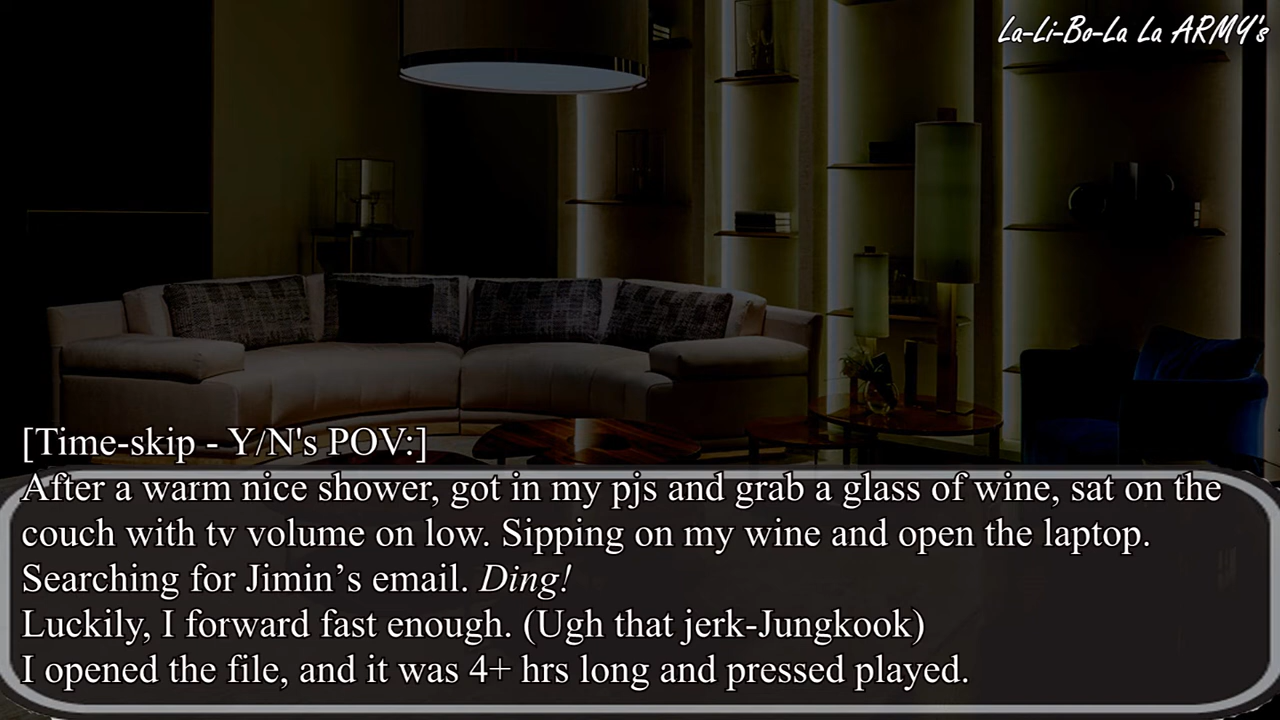 La-Li-Bo-La La ARMY's
[Time-skip - Y/N's POV:]
After a warm nice shower, got in my pjs and grab a glass of wine, sat on the
couch with tv volume on low. Sipping on my wine and open the laptop.
Searching for Jimin’s email. Ding!
Luckily, I forward fast enough. (Ugh that jerk-Jungkook)
I opened the file, and it was 4+ hrs long and pressed played.